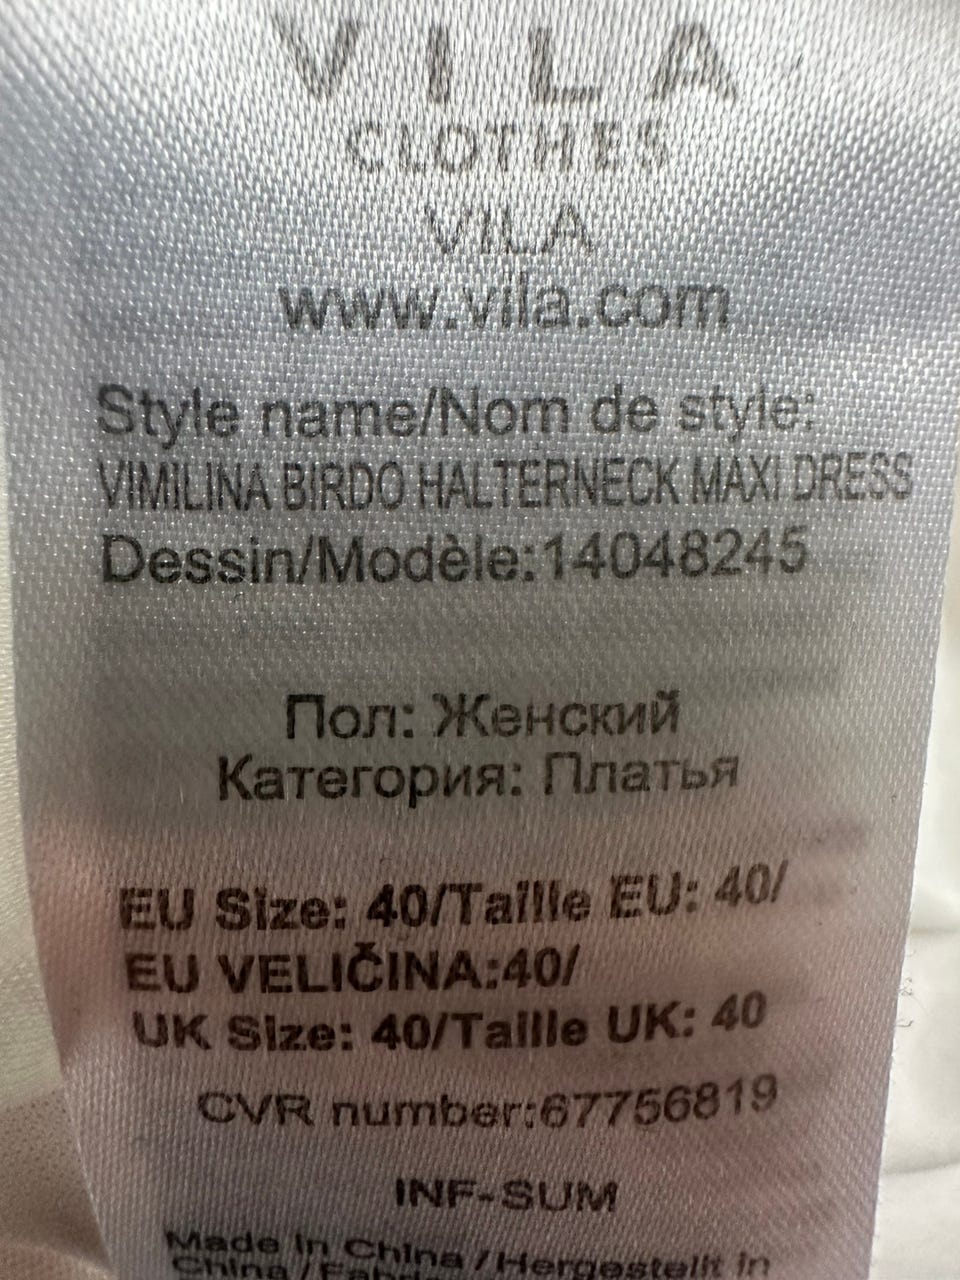 VILA
CLOTHES
VILA
www.vila.com
Style name/Nom de style:
VIMILINA BIRDO HALTERNECK MAXI DRESS
Dessin/Modèle:14048245
Пол: Женский
Категория: Платья
EU Size: 40/Taille EU: 40/
EU VELIČINA:40/
UK Size: 40/Taille UK: 40
CVR number:67756819
INF-SUM
Made in China/Hergestellt in
China/